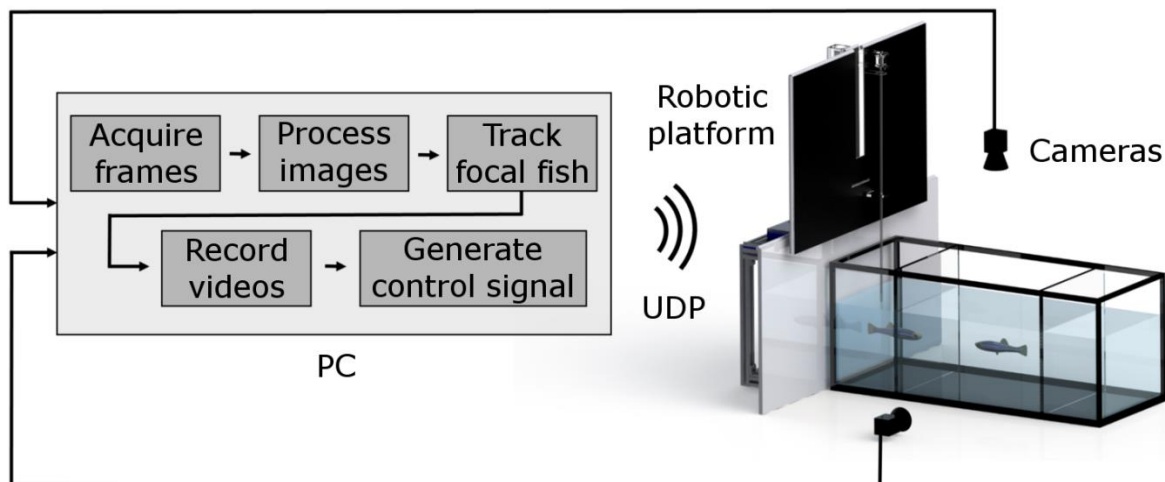 Acquire
frames
Process
images
Track
focal fish
Record
videos
Generate
control signal
PC
UDP
Robotic
platform
Cameras